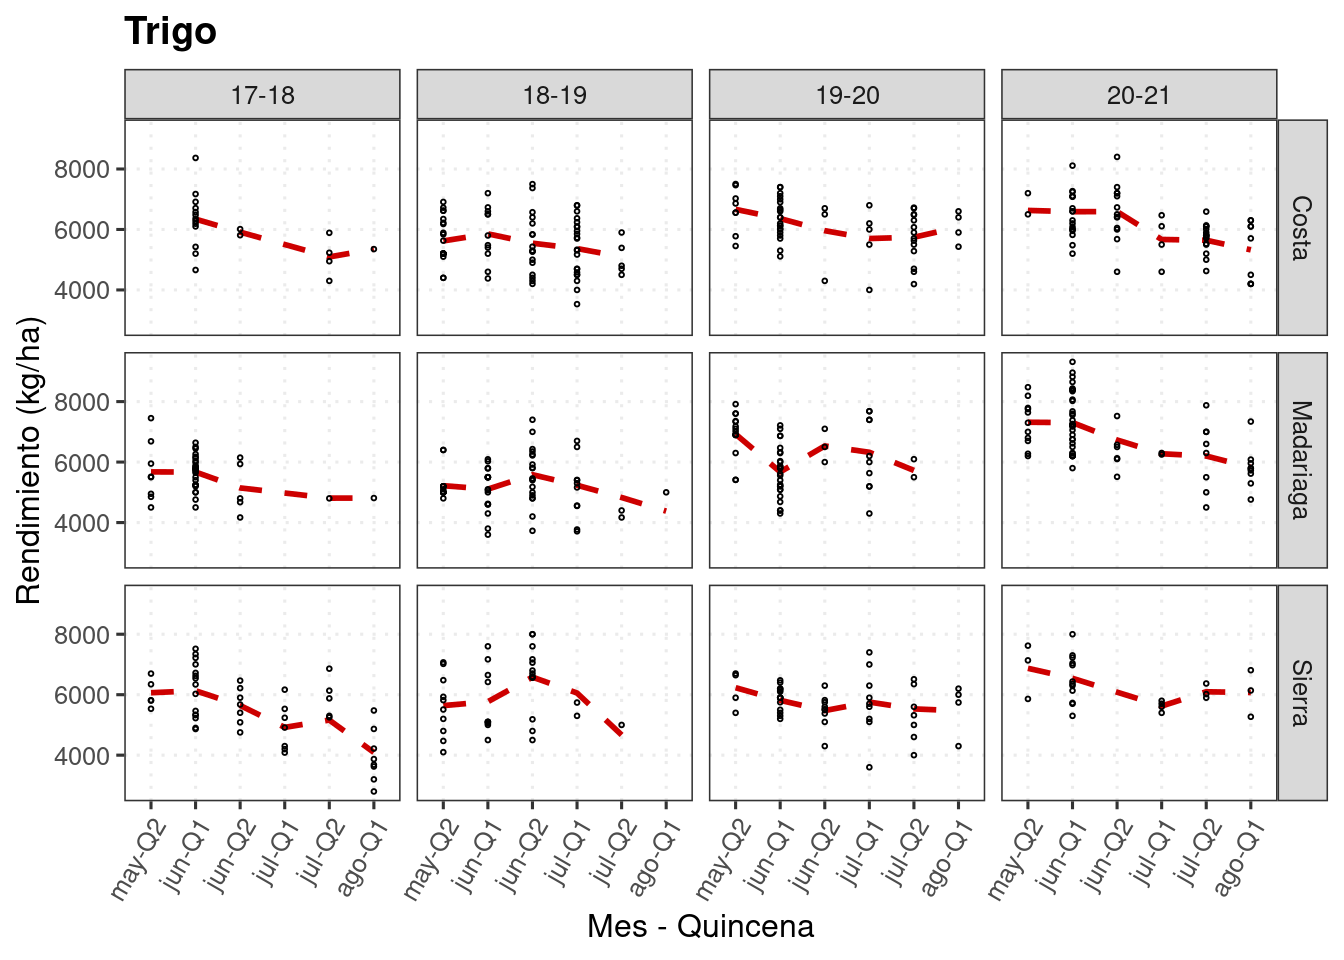 Trigo
17-18 18-19 19-20 20-21
8000
6000
4000
Costa
8000
6000
4000
Madariaga
8000
6000
4000
Sierra
Rendimiento (kg/ha)
may-Q2 jun-Q1 jun-Q2 jul-Q1 jul-Q2 ago-Q1 may-Q2 jun-Q1 jun-Q2 jul-Q1 jul-Q2 ago-Q1 may-Q2 jun-Q1 jun-Q2 jul-Q1 jul-Q2 ago-Q1 may-Q2 jun-Q1 jun-Q2 jul-Q1 jul-Q2 ago-Q1
Mes - Quincena